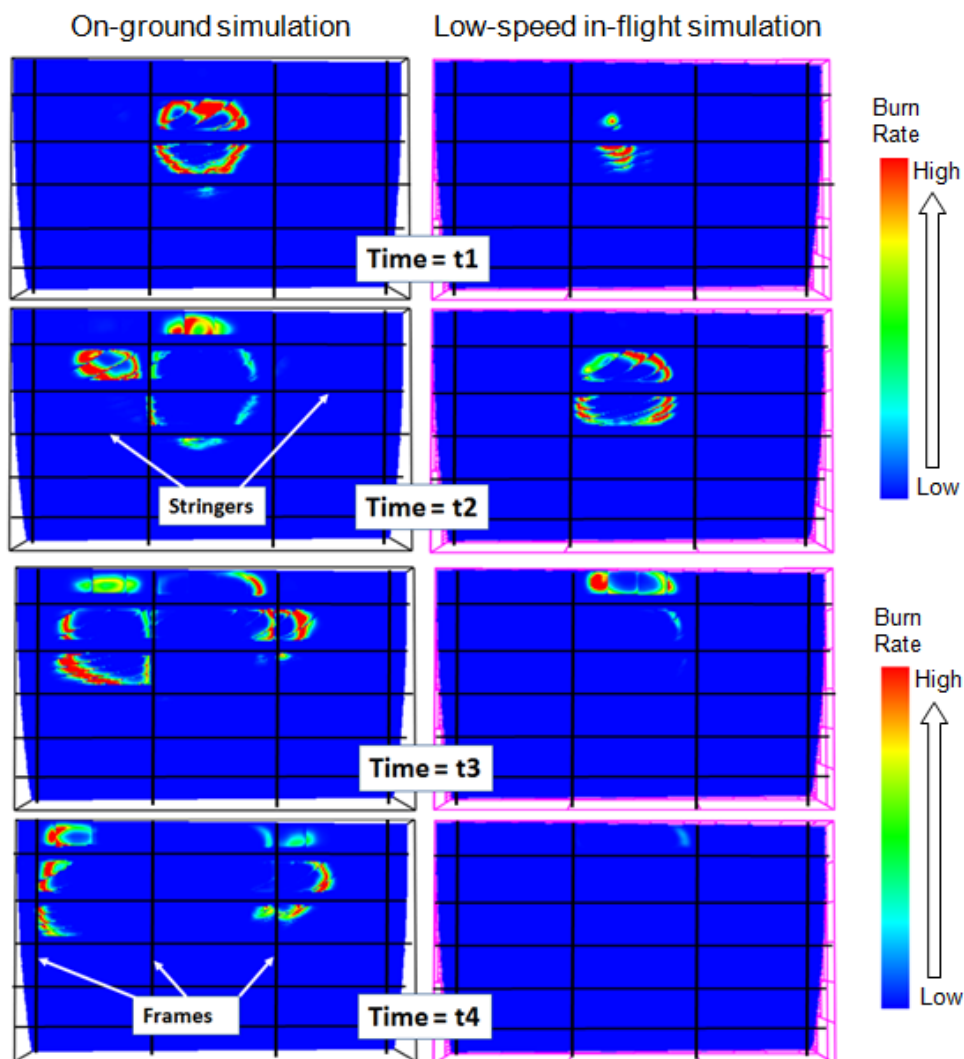 On-ground simulation
Low-speed in-flight simulation
Burn
Rate
High
Low
Time = t1
Stringers
Time = t2
Burn
Rate
High
Low
Time = t3
Frames
Time = t4